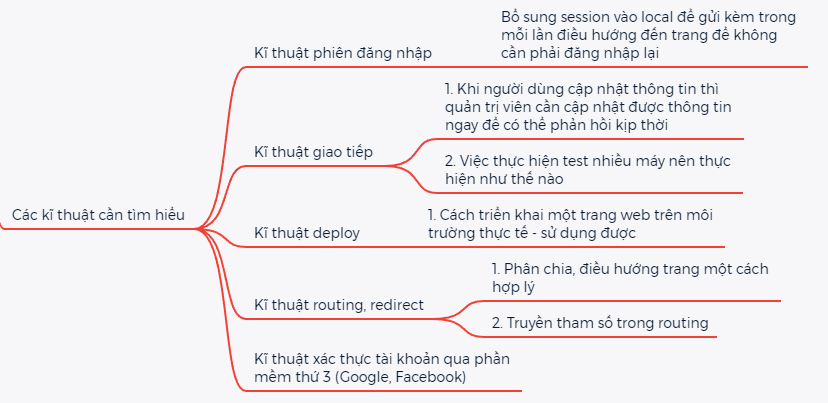 Các kĩ thuật cần tìm hiểu
Kĩ thuật phiên đăng nhập
Bổ sung session vào local để gửi kèm trong
mỗi lần điều hướng đến trang để không
cần phải đăng nhập lại
Kĩ thuật giao tiếp
1. Khi người dùng cập nhật thông tin thì
quản trị viên cần cập nhật được thông tin
ngay để có thể phản hồi kịp thời
2. Việc thực hiện test nhiều máy nên thực
hiện như thế nào
Kĩ thuật deploy
1. Cách triển khai một trang web trên môi
trường thực tế - sử dụng được
Kĩ thuật routing, redirect
1. Phân chia, điều hướng trang một cách
hợp lý
2. Truyền tham số trong routing
Kĩ thuật xác thực tài khoản qua phần
mềm thứ 3 (Google, Facebook)